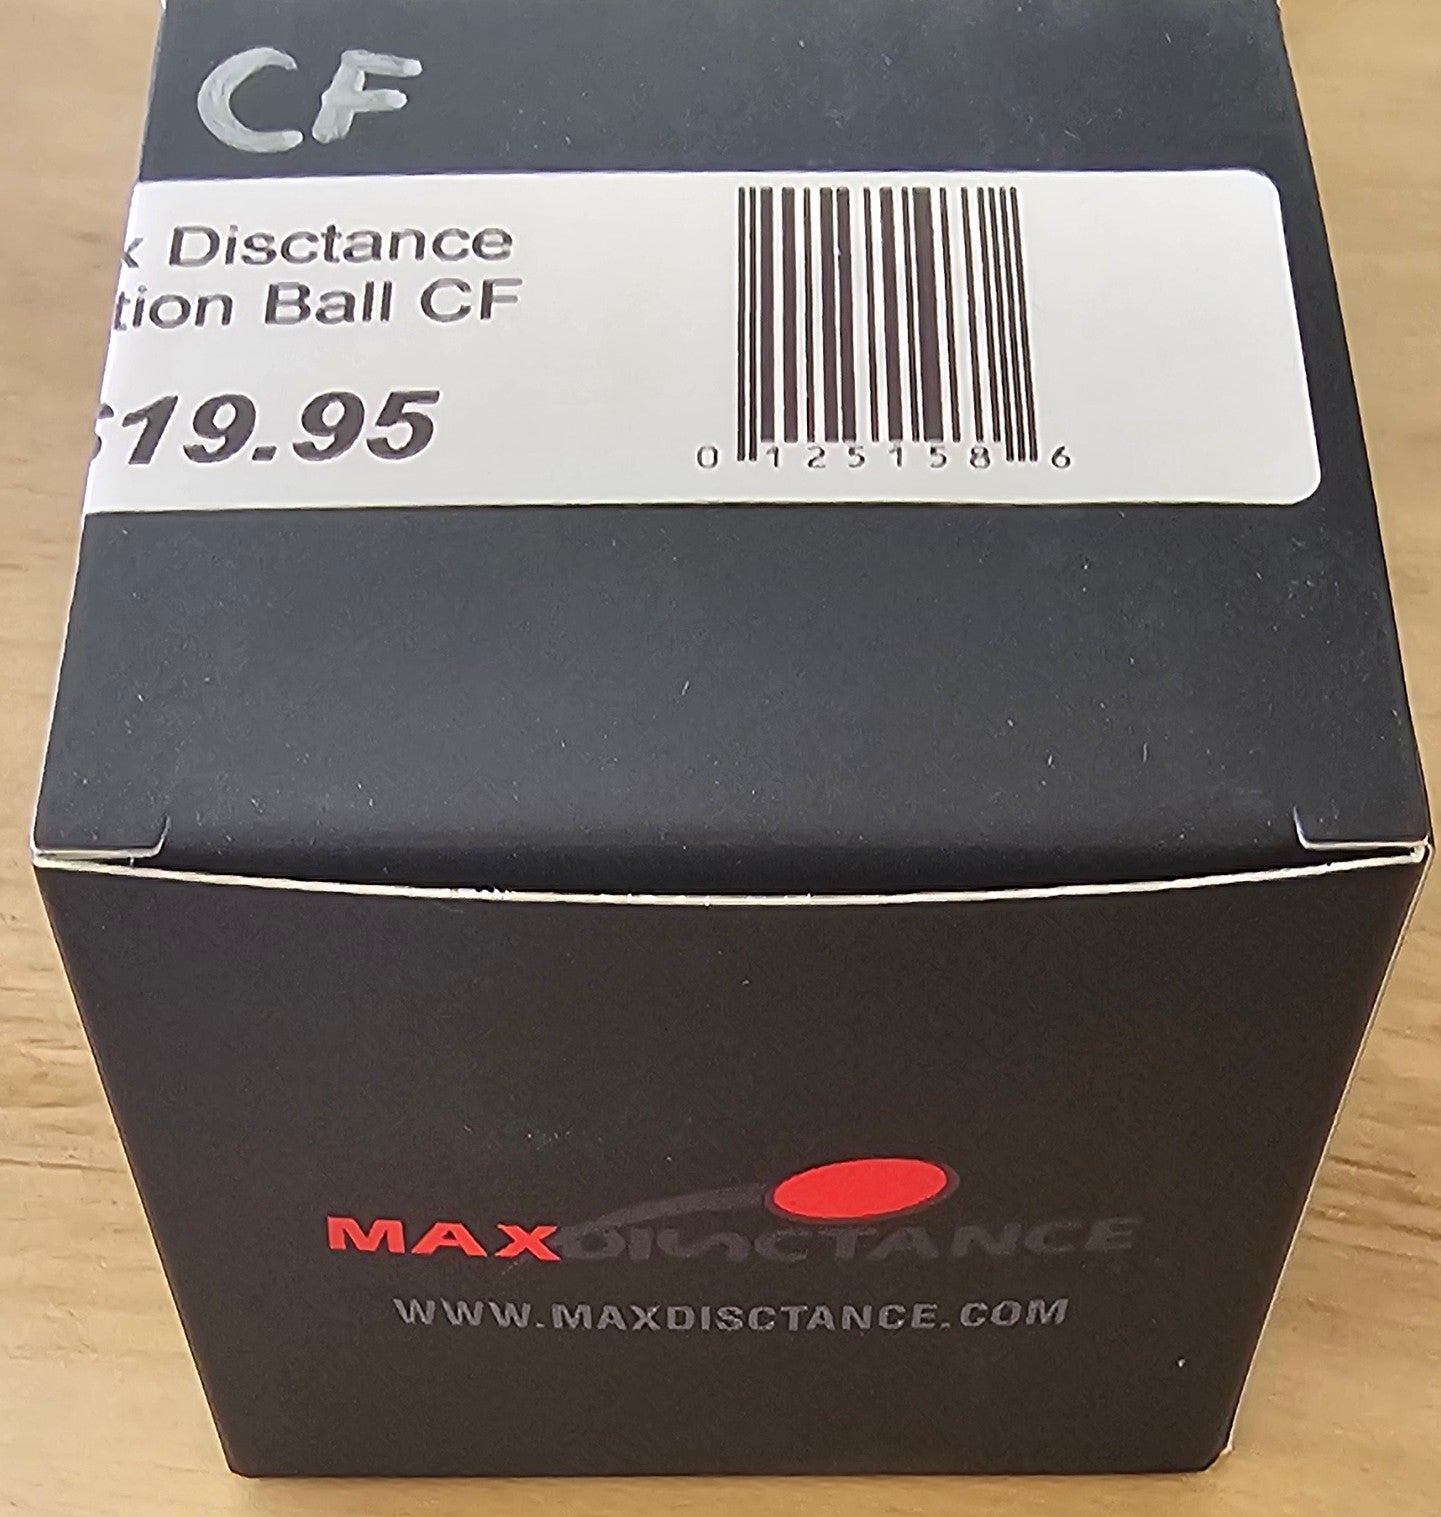 CF
x Disctance
tion Ball CF
$19.95
0 125158 6
MAXDISCTANCE
WWW.MAXDISCTANCE.COM